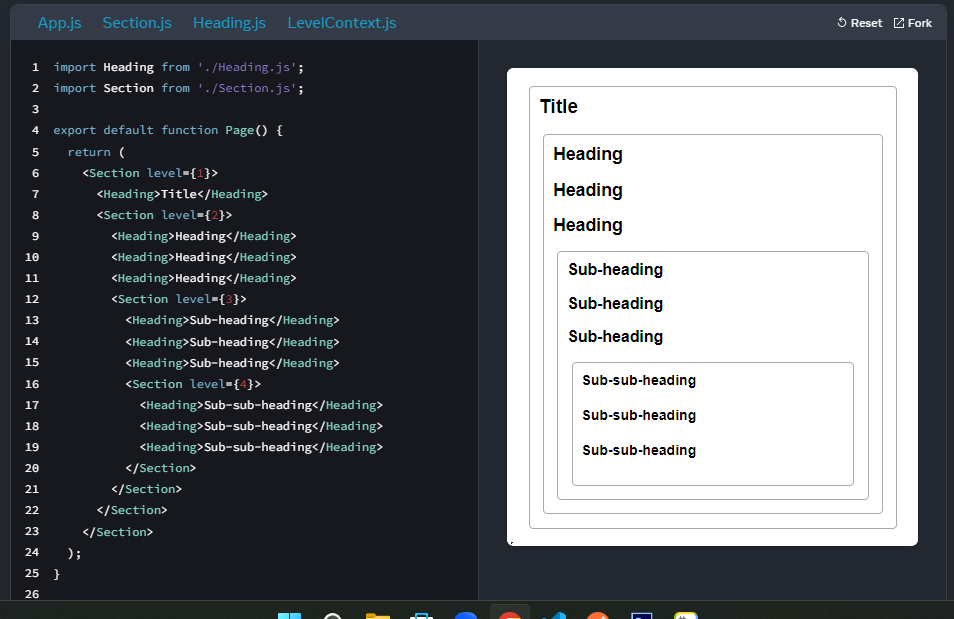 App.js Section.js Heading.js LevelContext.js Reset Fork
1 import Heading from './Heading.js';
2 import Section from './Section.js';
3
4 export default function Page() {
5   return (
6     <Section level={1}>
7       <Heading>Title</Heading>
8       <Section level={2}>
9         <Heading>Heading</Heading>
10         <Heading>Heading</Heading>
11         <Heading>Heading</Heading>
12         <Section level={3}>
13           <Heading>Sub-heading</Heading>
14           <Heading>Sub-heading</Heading>
15           <Heading>Sub-heading</Heading>
16           <Section level={4}>
17             <Heading>Sub-sub-heading</Heading>
18             <Heading>Sub-sub-heading</Heading>
19             <Heading>Sub-sub-heading</Heading>
20           </Section>
21         </Section>
22       </Section>
23     </Section>
24   );
25 }
26
Title
Heading
Heading
Heading
Sub-heading
Sub-heading
Sub-heading
Sub-sub-heading
Sub-sub-heading
Sub-sub-heading